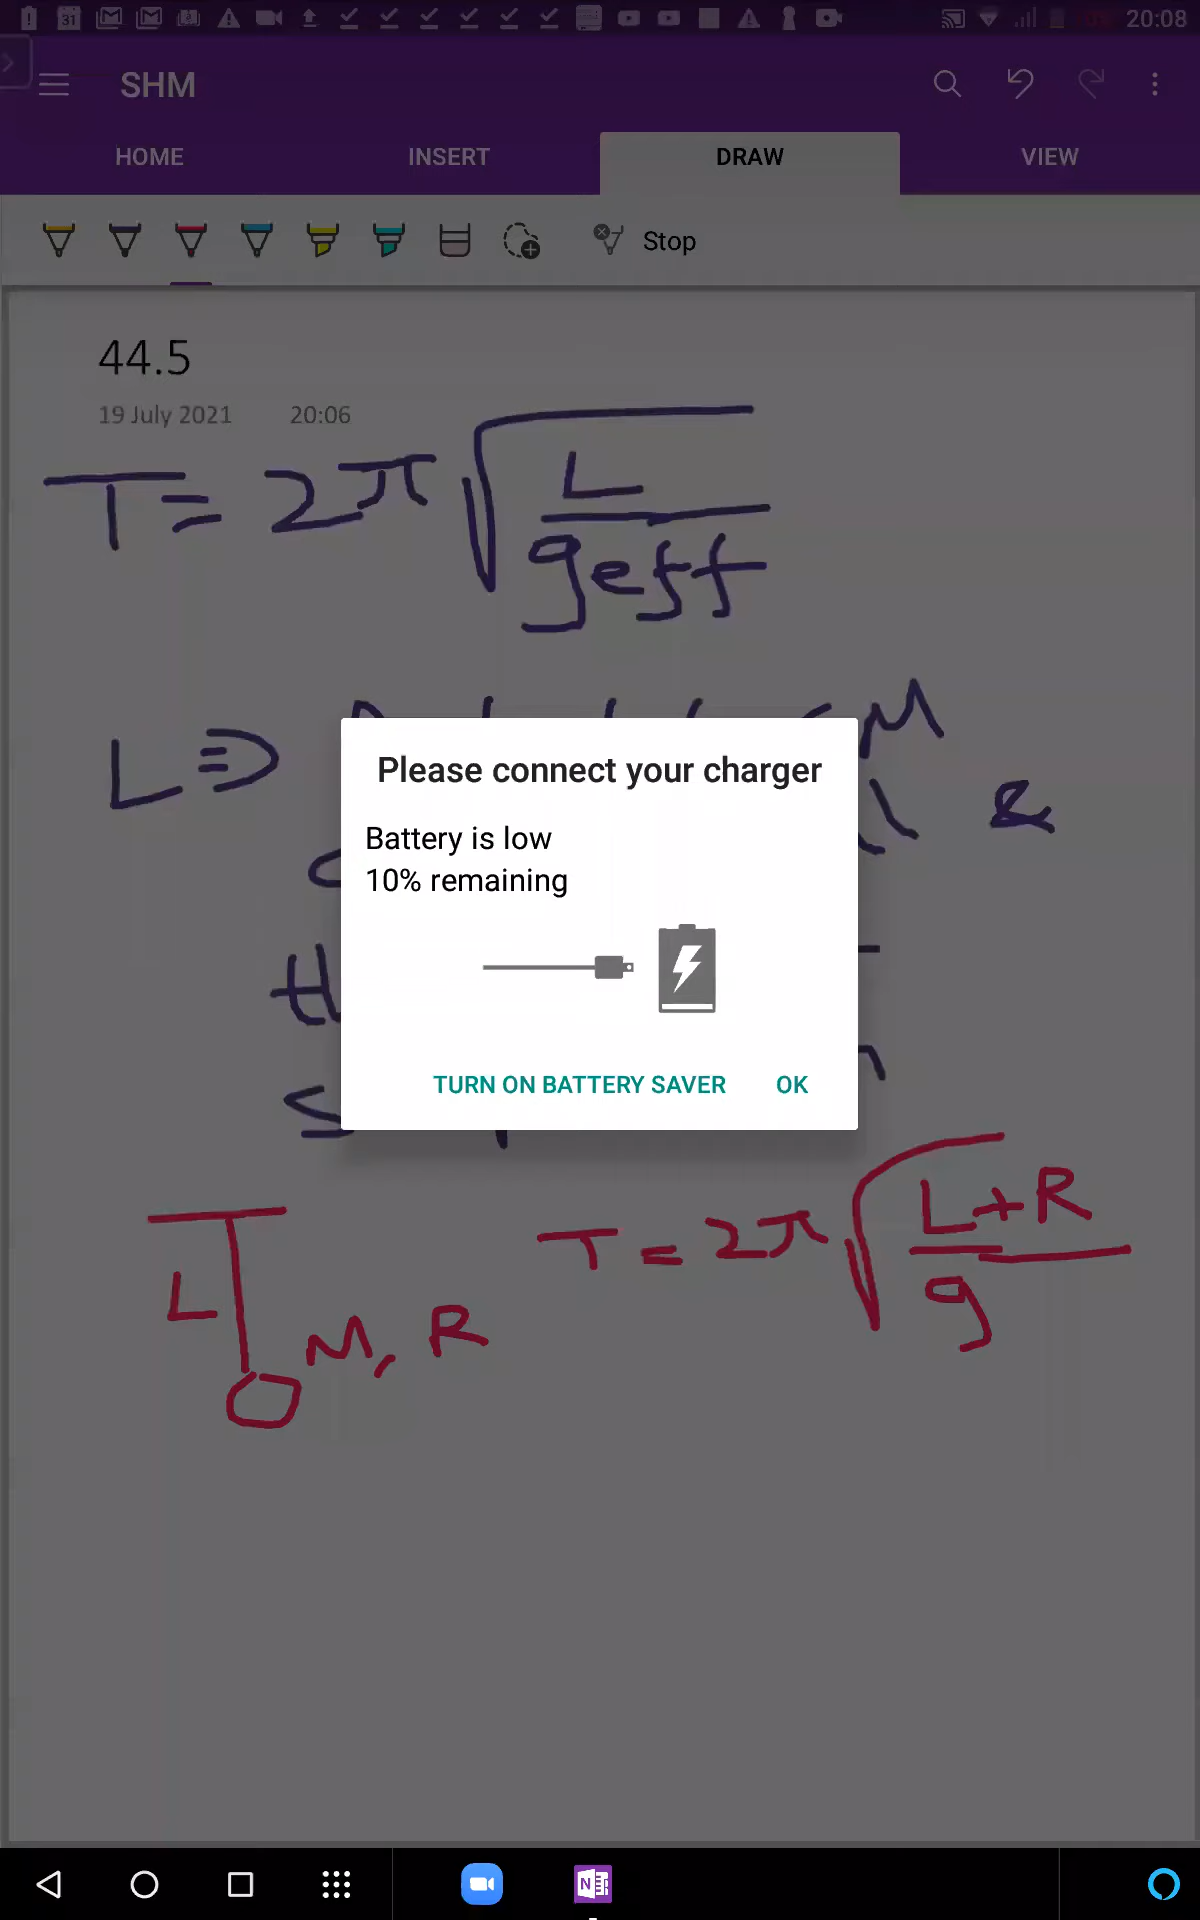 31
20:08
SHM
HOME INSERT DRAW VIEW
Stop
44.5
19 July 2021 20:06
T = 2π √ L
geff
L ⇒
M
&
Please connect your charger
Battery is low
10% remaining
TURN ON BATTERY SAVER OK
T = 2π √ L+R
g
L
M, R
N